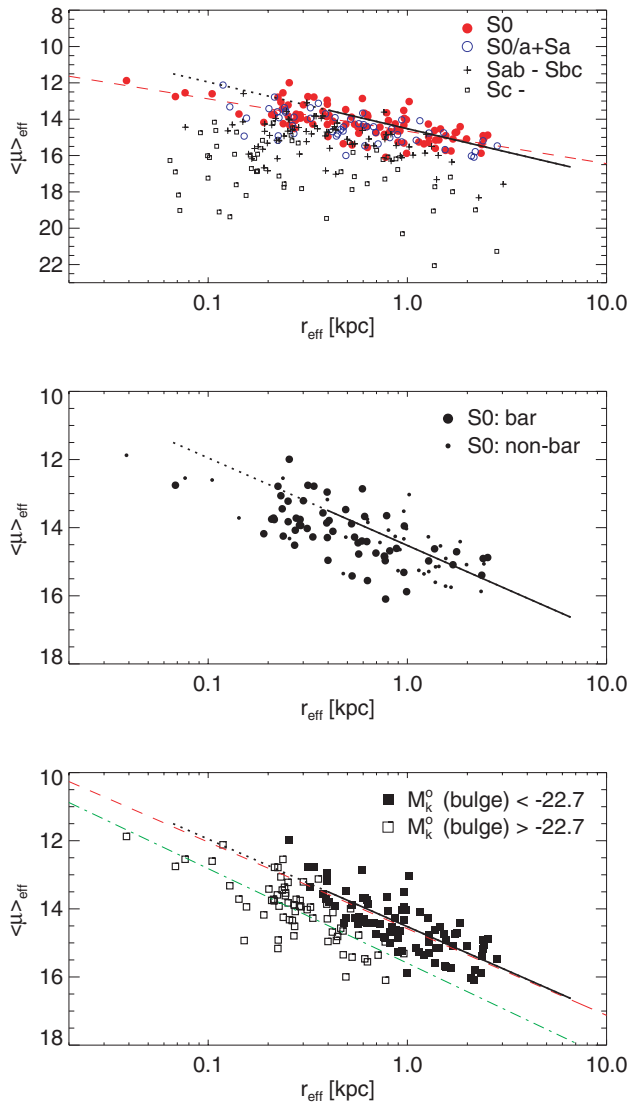 8
10
12
14
16
18
20
22
<μ>eff
S0
S0/a+Sa
Sab - Sbc
Sc -
0.1
1.0
10.0
reff [kpc]
10
12
14
16
18
<μ>eff
S0: bar
S0: non-bar
0.1
1.0
10.0
reff [kpc]
10
12
14
16
18
<μ>eff
M°k (bulge) < -22.7
M°k (bulge) > -22.7
0.1
1.0
10.0
reff [kpc]